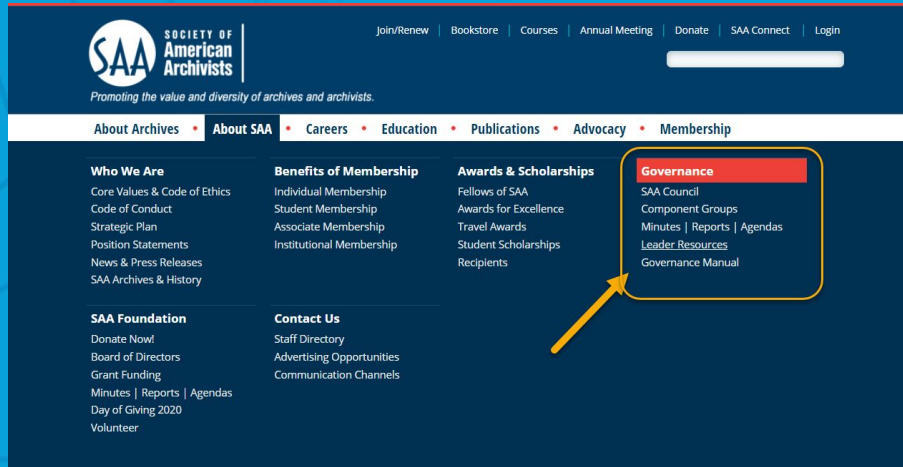 SOCIETY OF
American
Archivists
SAA
Promoting the value and diversity of archives and archivists.
Join/Renew | Bookstore | Courses | Annual Meeting | Donate | SAA Connect | Login
About Archives • About SAA • Careers • Education • Publications • Advocacy • Membership
Who We Are
Core Values & Code of Ethics
Code of Conduct
Strategic Plan
Position Statements
News & Press Releases
SAA Archives & History
Benefits of Membership
Individual Membership
Student Membership
Associate Membership
Institutional Membership
Awards & Scholarships
Fellows of SAA
Awards for Excellence
Travel Awards
Student Scholarships
Recipients
Governance
SAA Council
Component Groups
Minutes | Reports | Agendas
Leader Resources
Governance Manual
SAA Foundation
Donate Now!
Board of Directors
Grant Funding
Minutes | Reports | Agendas
Day of Giving 2020
Volunteer
Contact Us
Staff Directory
Advertising Opportunities
Communication Channels